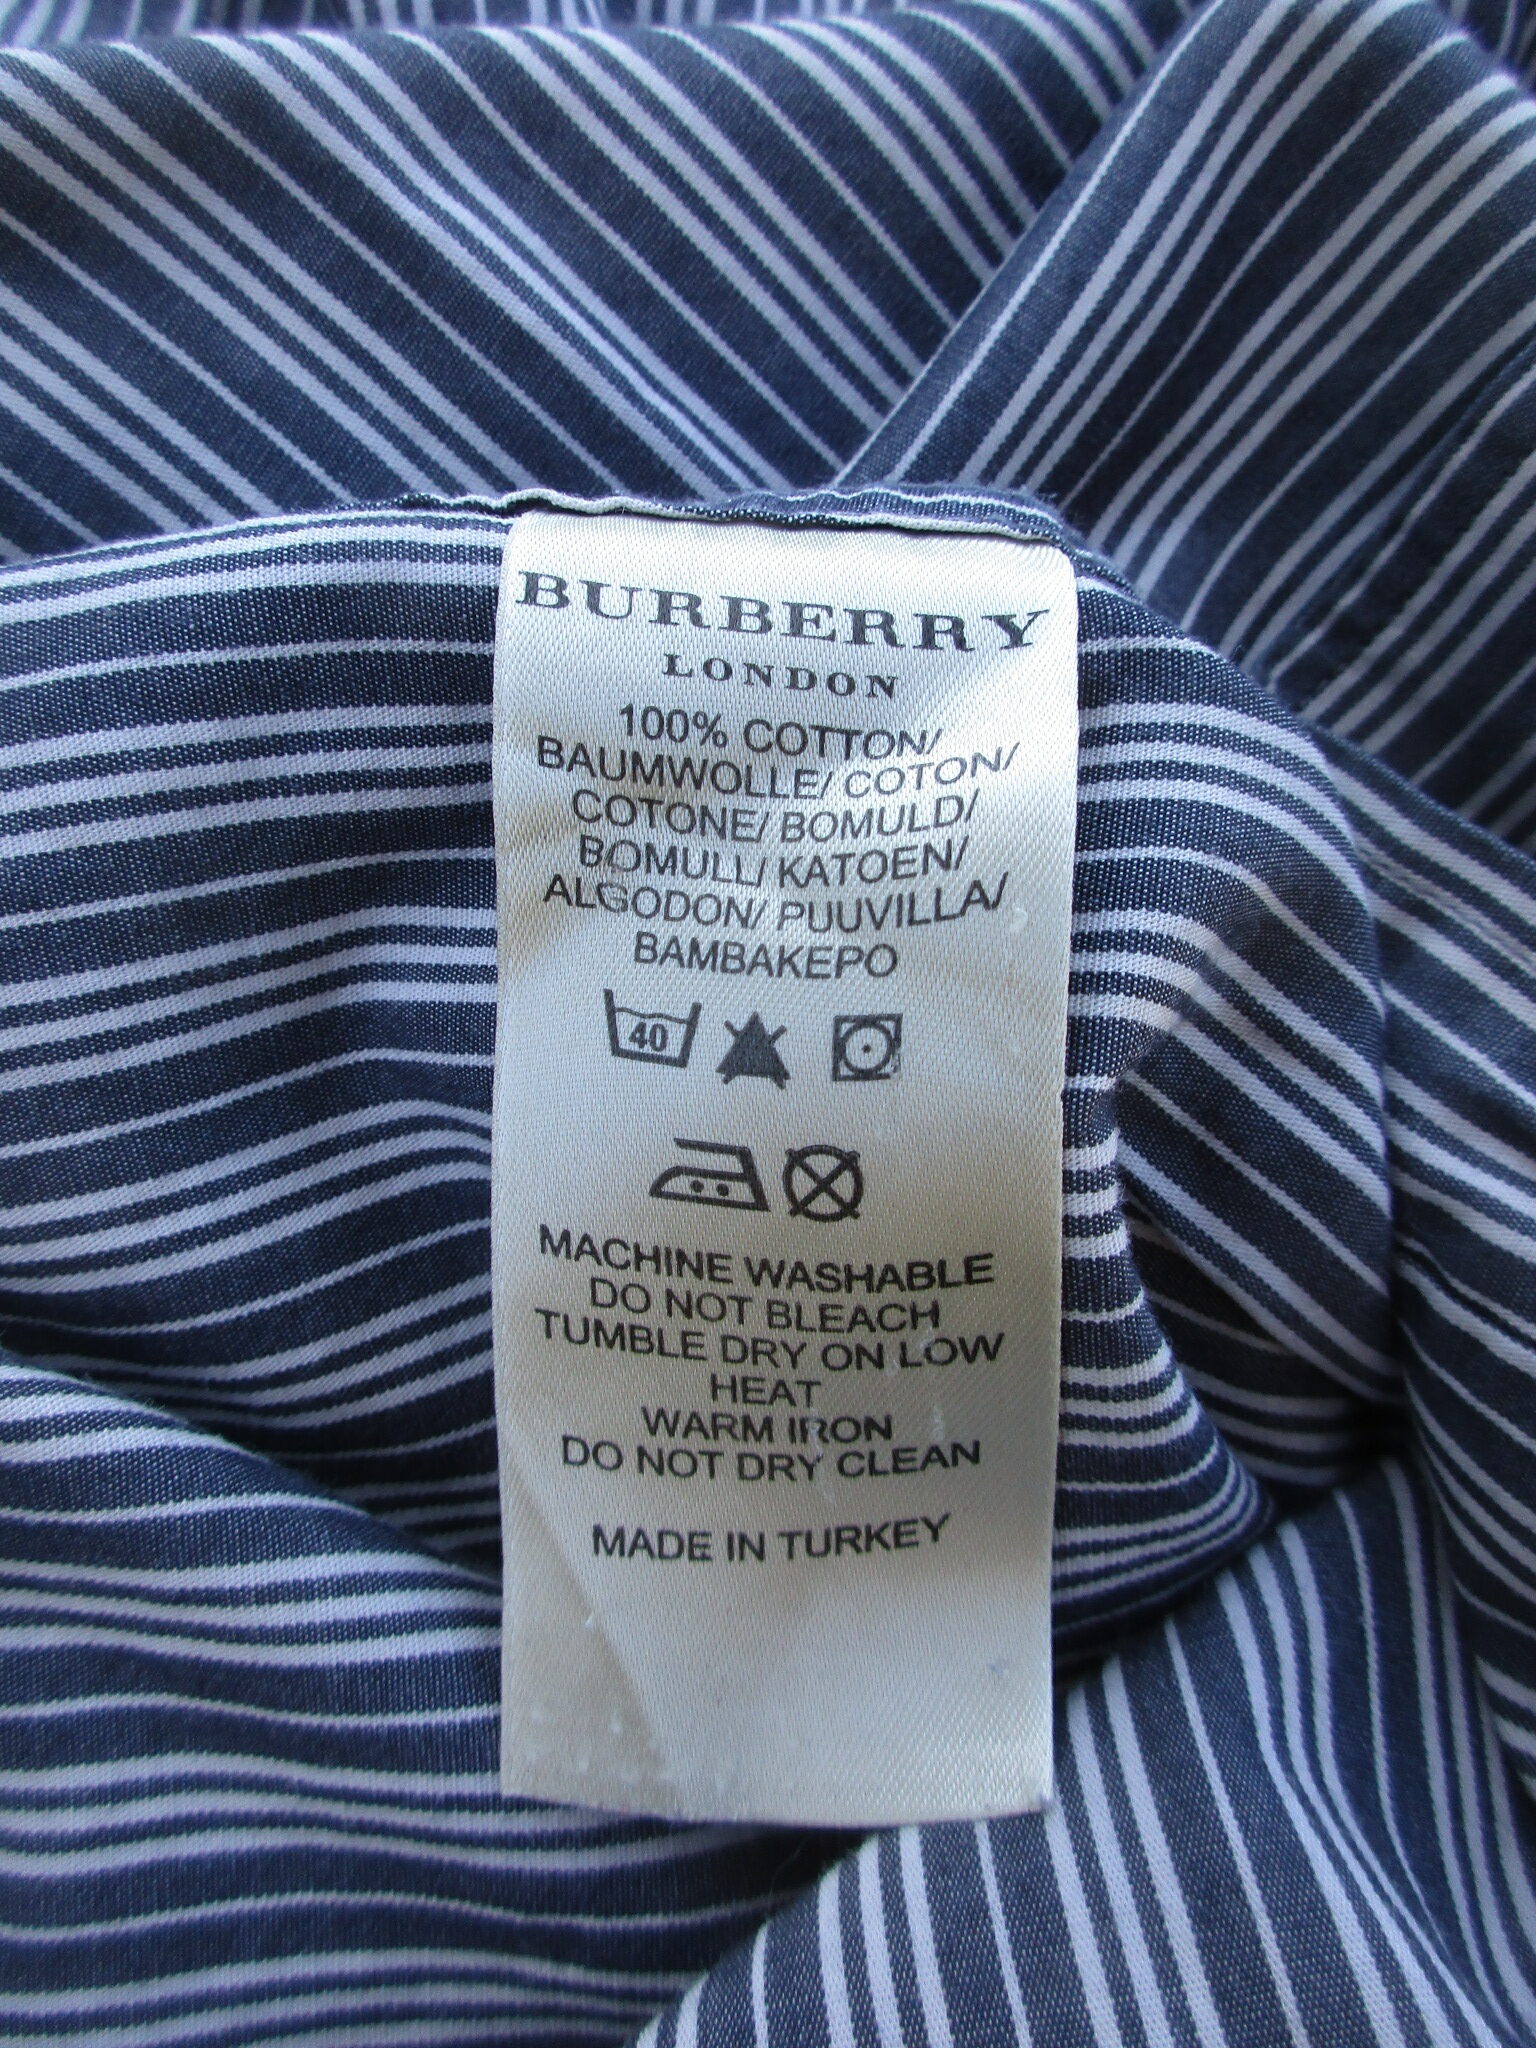 BURBERRY
LONDON
100% COTTON/
BAUMWOLLE/ COTON/
COTONE/ BOMULD/
BOMULL/ KATOEN/
ALGODON/ PUUVILLA/
BAMBAKEPO
40
MACHINE WASHABLE
DO NOT BLEACH
TUMBLE DRY ON LOW
HEAT
WARM IRON
DO NOT DRY CLEAN
MADE IN TURKEY